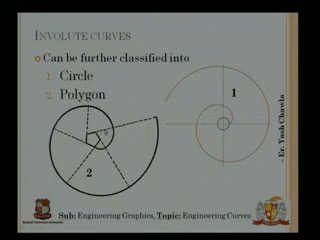 INVOLUTE CURVES
Can be further classified into
1. Circle
2. Polygon
1
2
- Er. Yash Chawla
Sub: Engineering Graphics, Topic: Engineering Curves